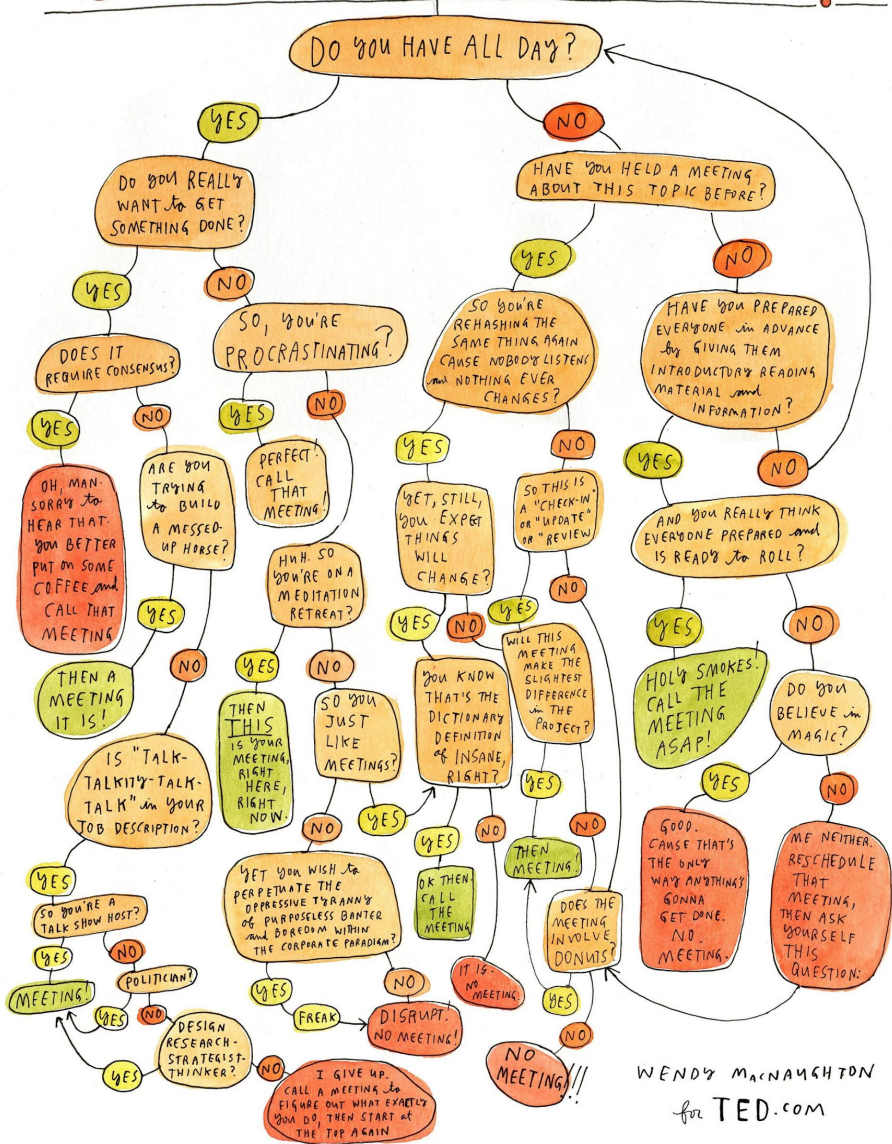 DO YOU HAVE ALL DAY?
YES
NO
DO YOU REALLY
WANT to GET
SOMETHING DONE?
HAVE YOU HELD A MEETING
ABOUT THIS TOPIC BEFORE?
YES
NO
YES
NO
DOES IT
REQUIRE CONSENSUS?
SO, YOU'RE
PROCRASTINATING?
SO YOU'RE
REHASHING THE
SAME THING AGAIN
CAUSE NOBODY LISTENS
and NOTHING EVER
CHANGES?
HAVE YOU PREPARED
EVERYONE in ADVANCE
by GIVING THEM
INTRODUCTORY READING
MATERIAL and
INFORMATION?
YES
NO
YES
NO
YES
NO
YES
NO
OH, MAN.
SORRY to
HEAR THAT.
YOU BETTER
PUT ON SOME
COFFEE and
CALL THAT
MEETING
ARE YOU
TRYING
to BUILD
A MESSED-
UP HORSE?
PERFECT!
CALL
THAT
MEETING!
YET, STILL,
YOU EXPET
THINGS
WILL
CHANGE?
SO THIS IS
A "CHECK-IN"
OR "UPDATE"
OR "REVIEW
AND YOU REALLY THINK
EVERYONE PREPARED and
IS READY to ROLL?
HUH. SO
YOU'RE ON A
MEDITATION
RETREAT?
YES
NO
YES
NO
YES
NO
YES
NO
YES
NO
THEN A
MEETING
IT IS!
THEN
THIS
IS YOUR
MEETING,
RIGHT
HERE,
RIGHT
NOW.
SO YOU
JUST
LIKE
MEETINGS?
YOU KNOW
THAT'S THE
DICTIONARY
DEFINITION
of INSANE,
RIGHT?
WILL THIS
MEETING
MAKE THE
SLIGHTEST
DIFFERENCE
in THE
PROJECT?
HOLY SMOKES!
CALL THE
MEETING
ASAP!
DO YOU
BELIEVE in
MAGIC?
IS "TALK-
TALKITY-TALK-
TALK" in YOUR
JOB DESCRIPTION?
NO
YES
YES
NO
YES
NO
YES
NO
YET YOU WISH to
PERPETUATE THE
OPPRESSIVE TYRANNY
of PURPOSELESS BANTER
and BOREDOM WITHIN
THE CORPORATE PARADIGM?
OK THEN.
CALL
THE
MEETING
THEN
MEETING!
GOOD.
CAUSE THAT'S
THE ONLY
WAY ANYTHING'S
GONNA
GET DONE.
NO
MEETING.
ME NEITHER.
RESCHEDULE
THAT
MEETING,
THEN ASK
YOURSELF
THIS
QUESTION:
YES
SO YOU'RE A
TALK SHOW HOST?
DOES THE
MEETING
INVOLVE
DONUTS?
YES
NO
IT IS.
NO
MEETING.
MEETING!
POLITICIAN?
YES
NO
YES
FREAK
NO
DISRUPT.
NO MEETING!
YES
NO
DESIGN
RESEARCH-
STRATEGIST-
THINKER?
YES
NO
I GIVE UP.
CALL A MEETING to
FIGURE OUT WHAT EXACTLY
YOU DO, THEN START at
THE TOP AGAIN
NO
MEETING!!!
WENDY MACNAUGHTON
for TED.COM